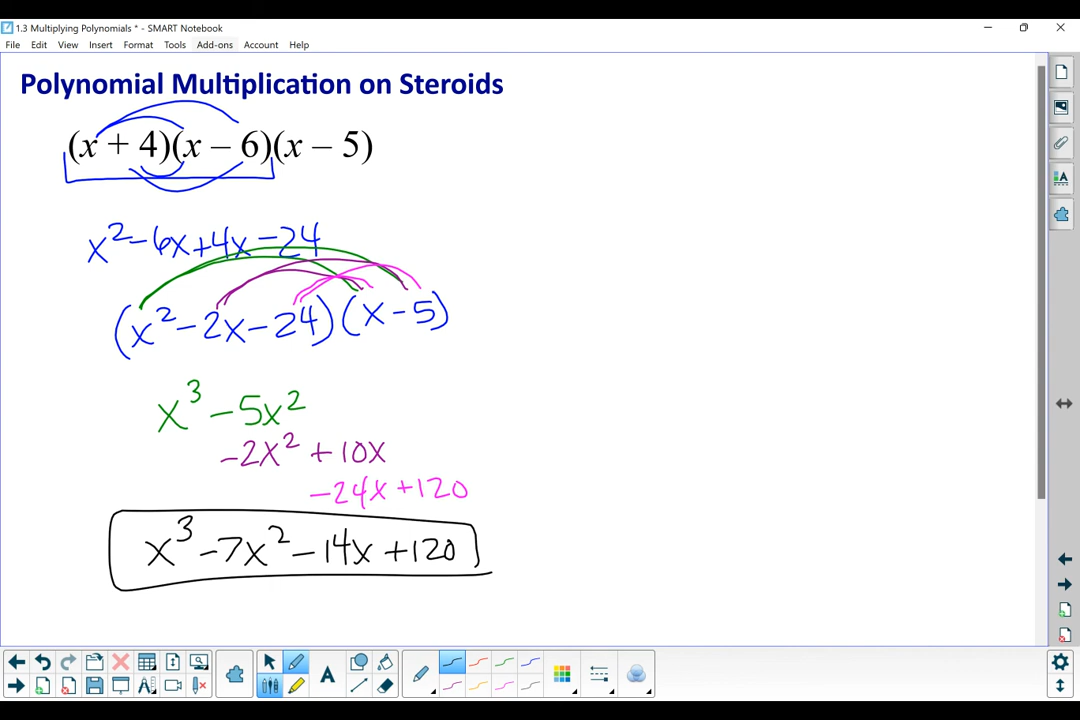 1.3 Multiplying Polynomials * - SMART Notebook
File Edit View Insert Format Tools Add-ons Account Help
Polynomial Multiplication on Steroids
(x + 4)(x – 6)(x – 5)
x² - 6x + 4x - 24
(x² - 2x - 24)(x - 5)
x³ - 5x²
-2x² + 10x
-24x + 120
x³ - 7x² - 14x + 120